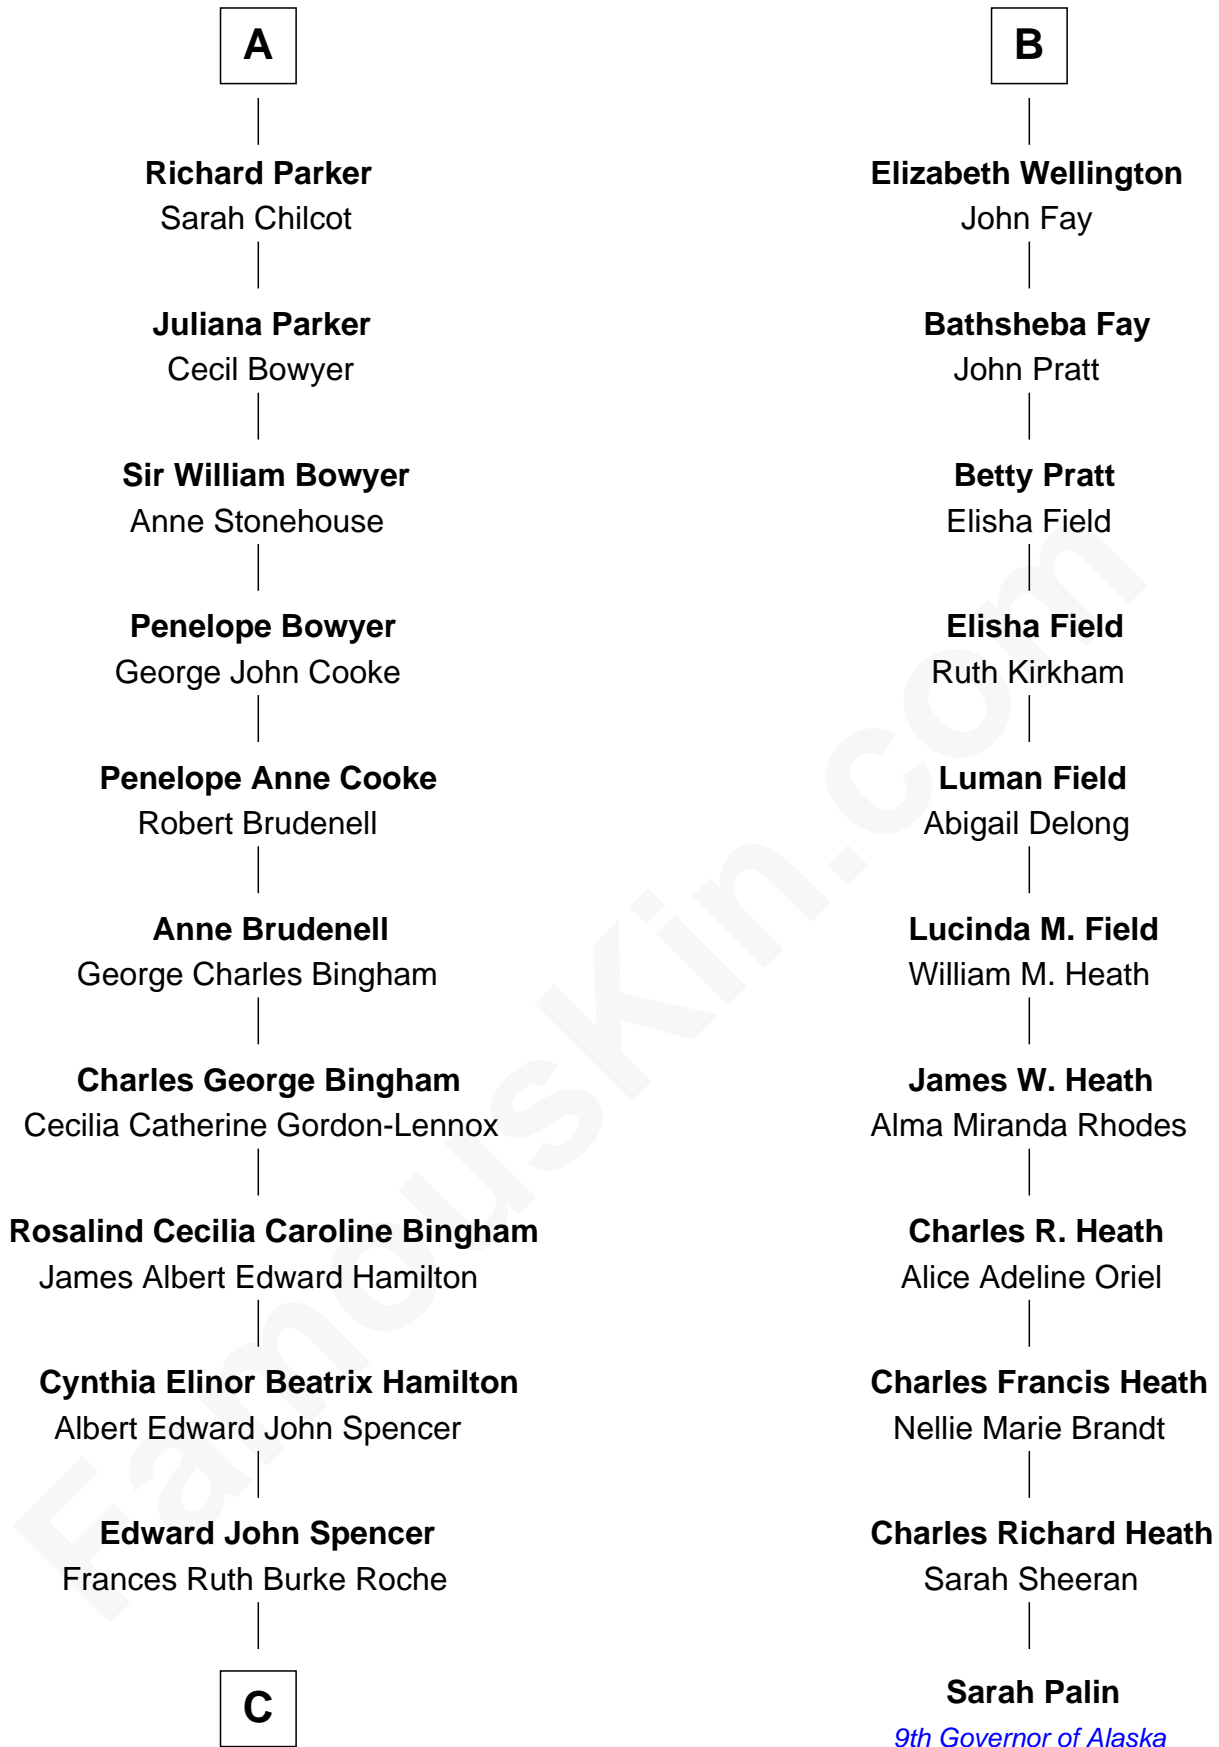 A
Richard Parker
Sarah Chilcot
Juliana Parker
Cecil Bowyer
Sir William Bowyer
Anne Stonehouse
Penelope Bowyer
George John Cooke
Penelope Anne Cooke
Robert Brudenell
Anne Brudenell
George Charles Bingham
Charles George Bingham
Cecilia Catherine Gordon-Lennox
Rosalind Cecilia Caroline Bingham
James Albert Edward Hamilton
Cynthia Elinor Beatrix Hamilton
Albert Edward John Spencer
Edward John Spencer
Frances Ruth Burke Roche
C
B
Elizabeth Wellington
John Fay
Bathsheba Fay
John Pratt
Betty Pratt
Elisha Field
Elisha Field
Ruth Kirkham
Luman Field
Abigail Delong
Lucinda M. Field
William M. Heath
James W. Heath
Alma Miranda Rhodes
Charles R. Heath
Alice Adeline Oriel
Charles Francis Heath
Nellie Marie Brandt
Charles Richard Heath
Sarah Sheeran
Sarah Palin
9th Governor of Alaska
FamousKin.com